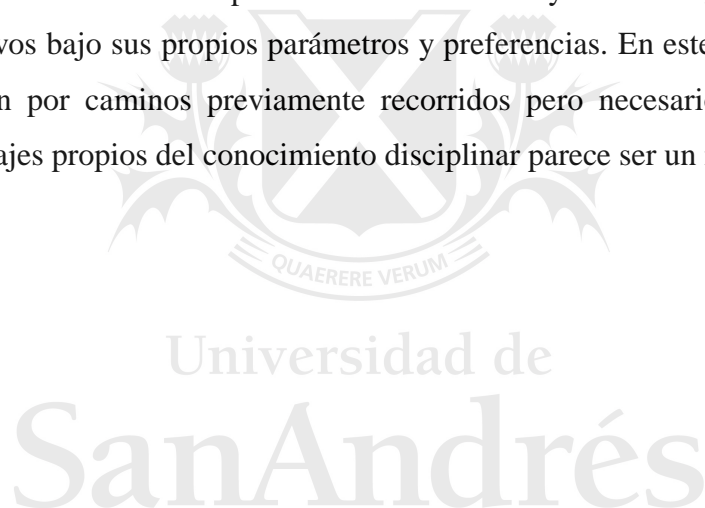 vos bajo sus propios parámetros y preferencias. En este
n por caminos previamente recorridos pero necesari
ajes propios del conocimiento disciplinar parece ser un
QUAERERE VERUM
Universidad de
SanAndrés